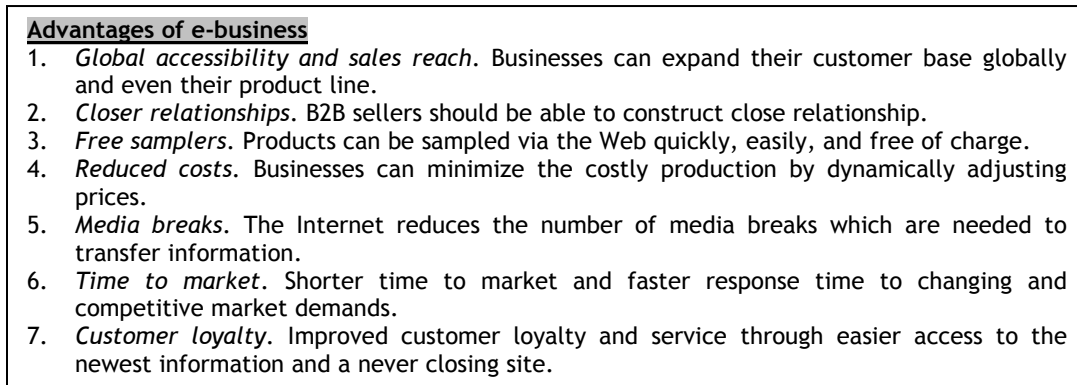 Advantages of e-business
1. Global accessibility and sales reach. Businesses can expand their customer base globally
and even their product line.
2. Closer relationships. B2B sellers should be able to construct close relationship.
3. Free samplers. Products can be sampled via the Web quickly, easily, and free of charge.
4. Reduced costs. Businesses can minimize the costly production by dynamically adjusting
prices.
5. Media breaks. The Internet reduces the number of media breaks which are needed to
transfer information.
6. Time to market. Shorter time to market and faster response time to changing and
competitive market demands.
7. Customer loyalty. Improved customer loyalty and service through easier access to the
newest information and a never closing site.